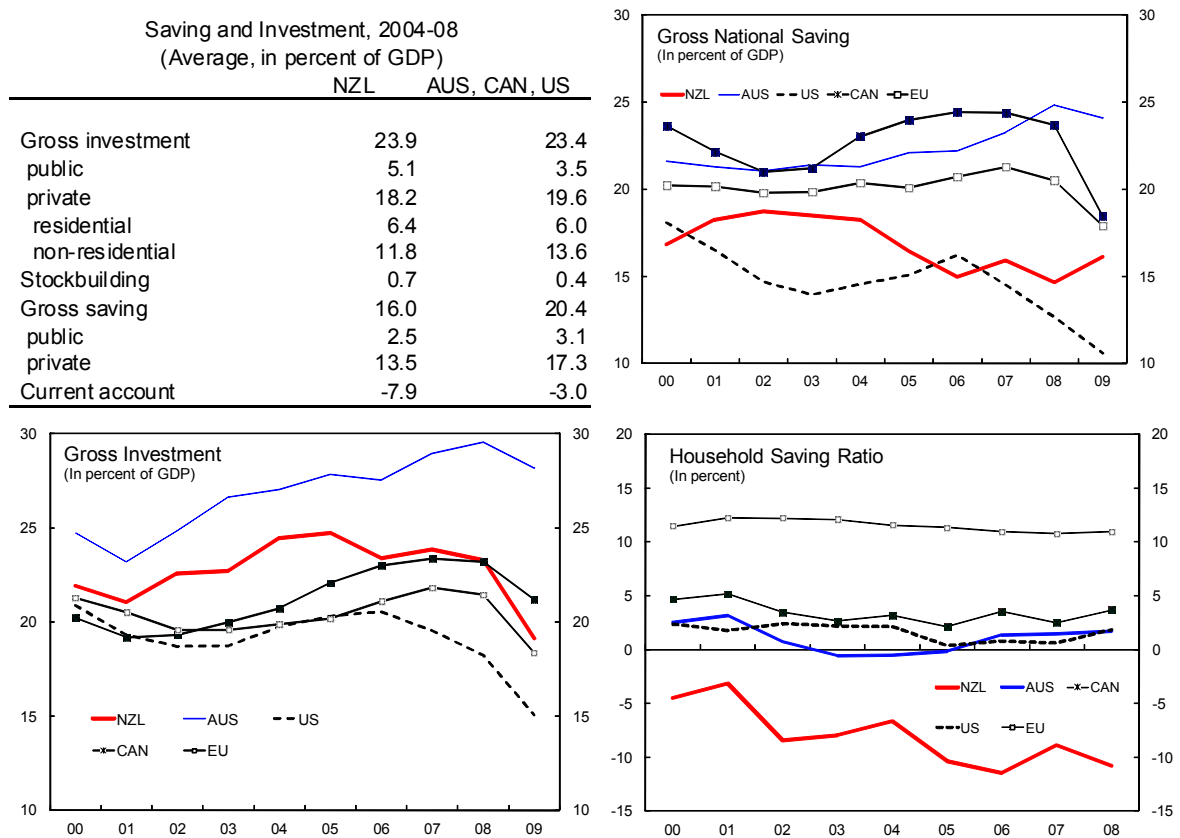 Saving and Investment, 2004-08
(Average, in percent of GDP)
NZL AUS, CAN, US
Gross investment 23.9 23.4
public 5.1 3.5
private 18.2 19.6
residential 6.4 6.0
non-residential 11.8 13.6
Stockbuilding 0.7 0.4
Gross saving 16.0 20.4
public 2.5 3.1
private 13.5 17.3
Current account -7.9 -3.0
30 30
Gross National Saving
(In percent of GDP)
NZL AUS US CAN EU
25 25
20 20
15 15
10 10
00 01 02 03 04 05 06 07 08 09
30 30
Gross Investment
(In percent of GDP)
25 25
20 20
15 15
NZL AUS US
CAN EU
10 10
00 01 02 03 04 05 06 07 08 09
20 20
Household Saving Ratio
(In percent)
15 15
10 10
5 5
0 0
NZL AUS CAN
-5 -5
US EU
-10 -10
-15 -15
00 01 02 03 04 05 06 07 08